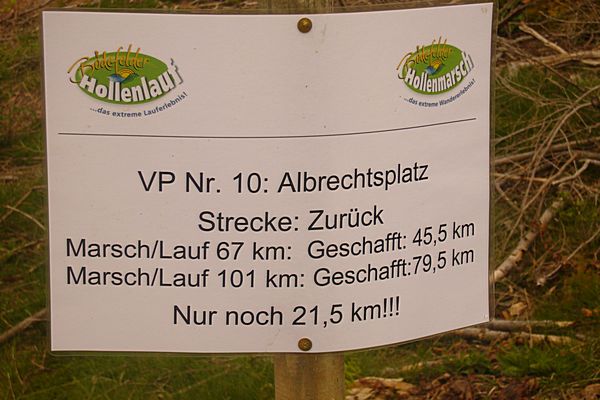 Bödefelder
Hollenlauf
...das extreme Lauferlebnis!
Bödefelder
Hollenmarsch
...das extreme Wandererlebnis!
VP Nr. 10: Albrechtsplatz
Strecke: Zurück
Marsch/Lauf 67 km: Geschafft: 45,5 km
Marsch/Lauf 101 km: Geschafft:79,5 km
Nur noch 21,5 km!!!